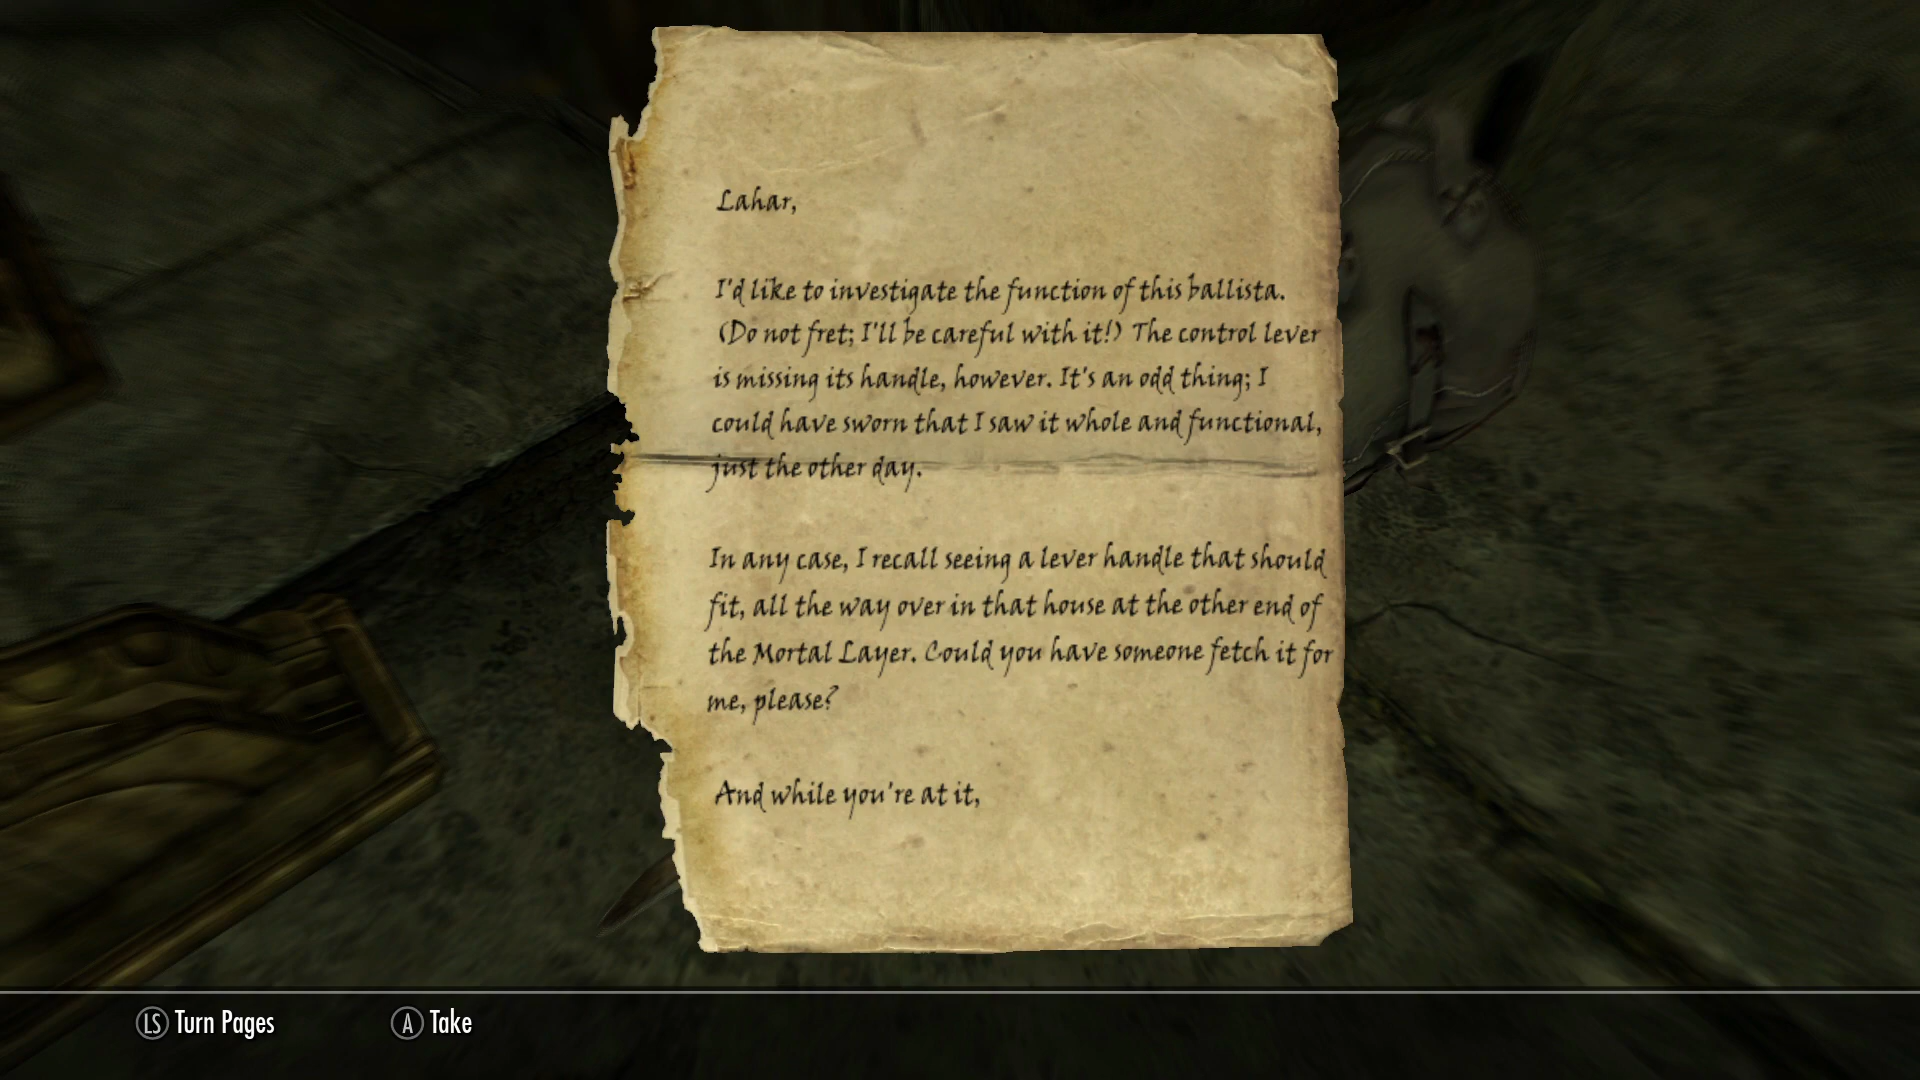 Lahar,
I'd like to investigate the function of this ballista.
(Do not fret; I'll be careful with it!) The control lever
is missing its handle, however. It's an odd thing; I
could have sworn that I saw it whole and functional,
just the other day.
In any case, I recall seeing a lever handle that should
fit, all the way over in that house at the other end of
the Mortal Layer. Could you have someone fetch it for
me, please?
And while you're at it,
LS Turn Pages
A Take